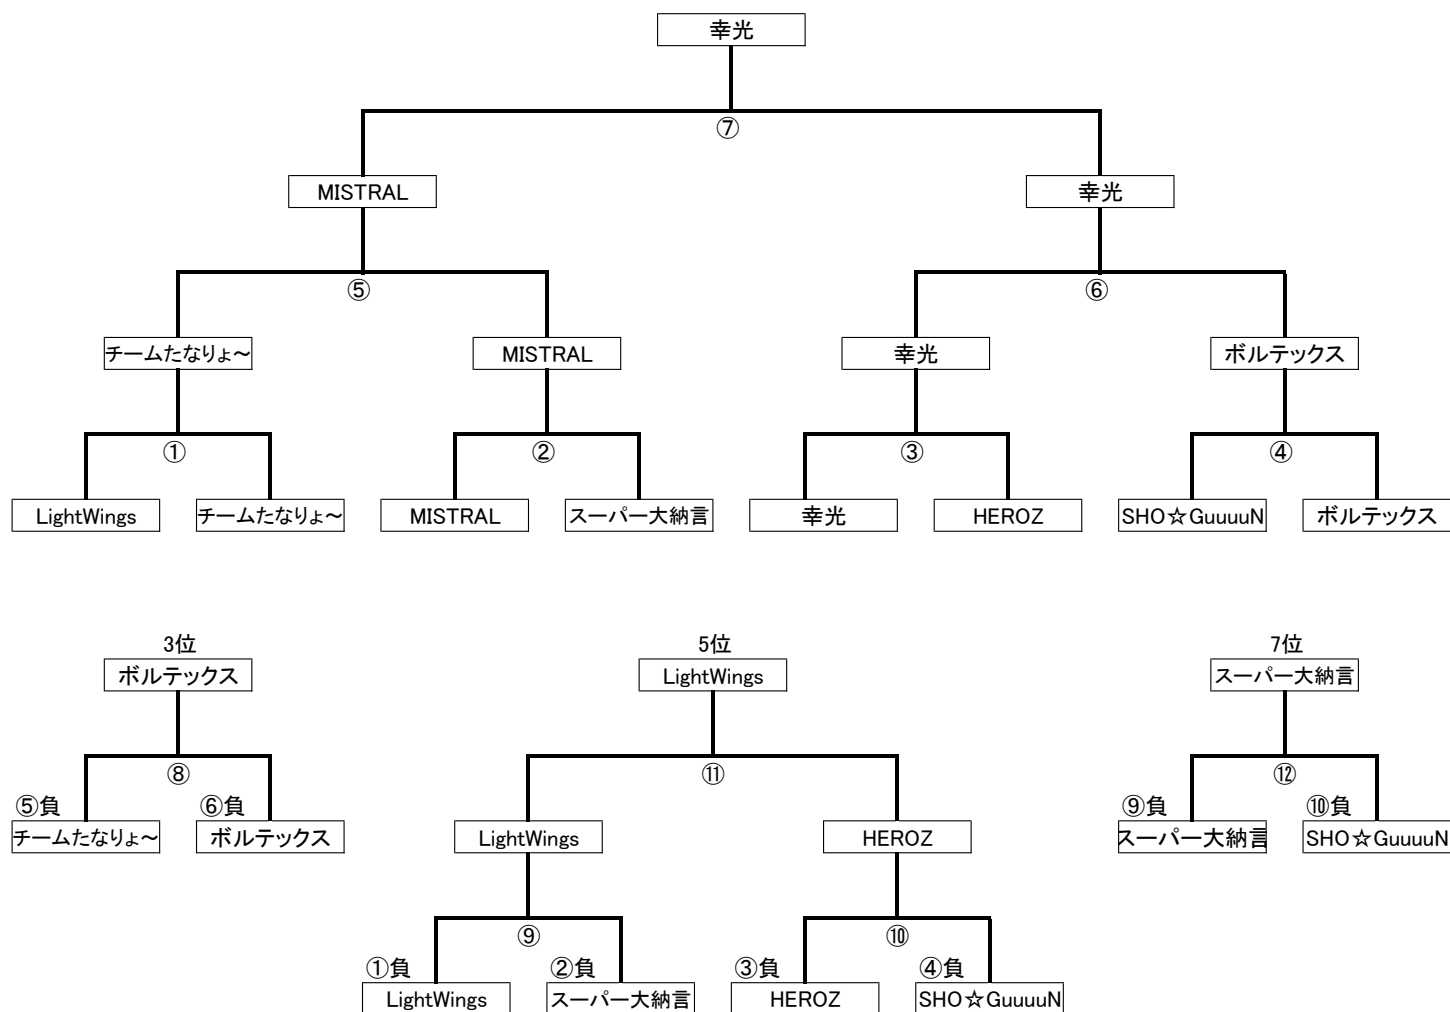 幸光
⑦
MISTRAL 幸光
⑤ ⑥
チームたなりょ～ MISTRAL 幸光 ボルテックス
① ② ③ ④
LightWings チームたなりょ～ MISTRAL スーパー大納言 幸光 HEROZ SHO☆GuuuuN ボルテックス
3位 5位 7位
ボルテックス LightWings スーパー大納言
⑧ ⑪ ⑫
⑤負 ⑥負 ⑨負 ⑩負
チームたなりょ～ ボルテックス LightWings HEROZ スーパー大納言 SHO☆GuuuuN
⑨ ⑩
①負 ②負 ③負 ④負
LightWings スーパー大納言 HEROZ SHO☆GuuuuN